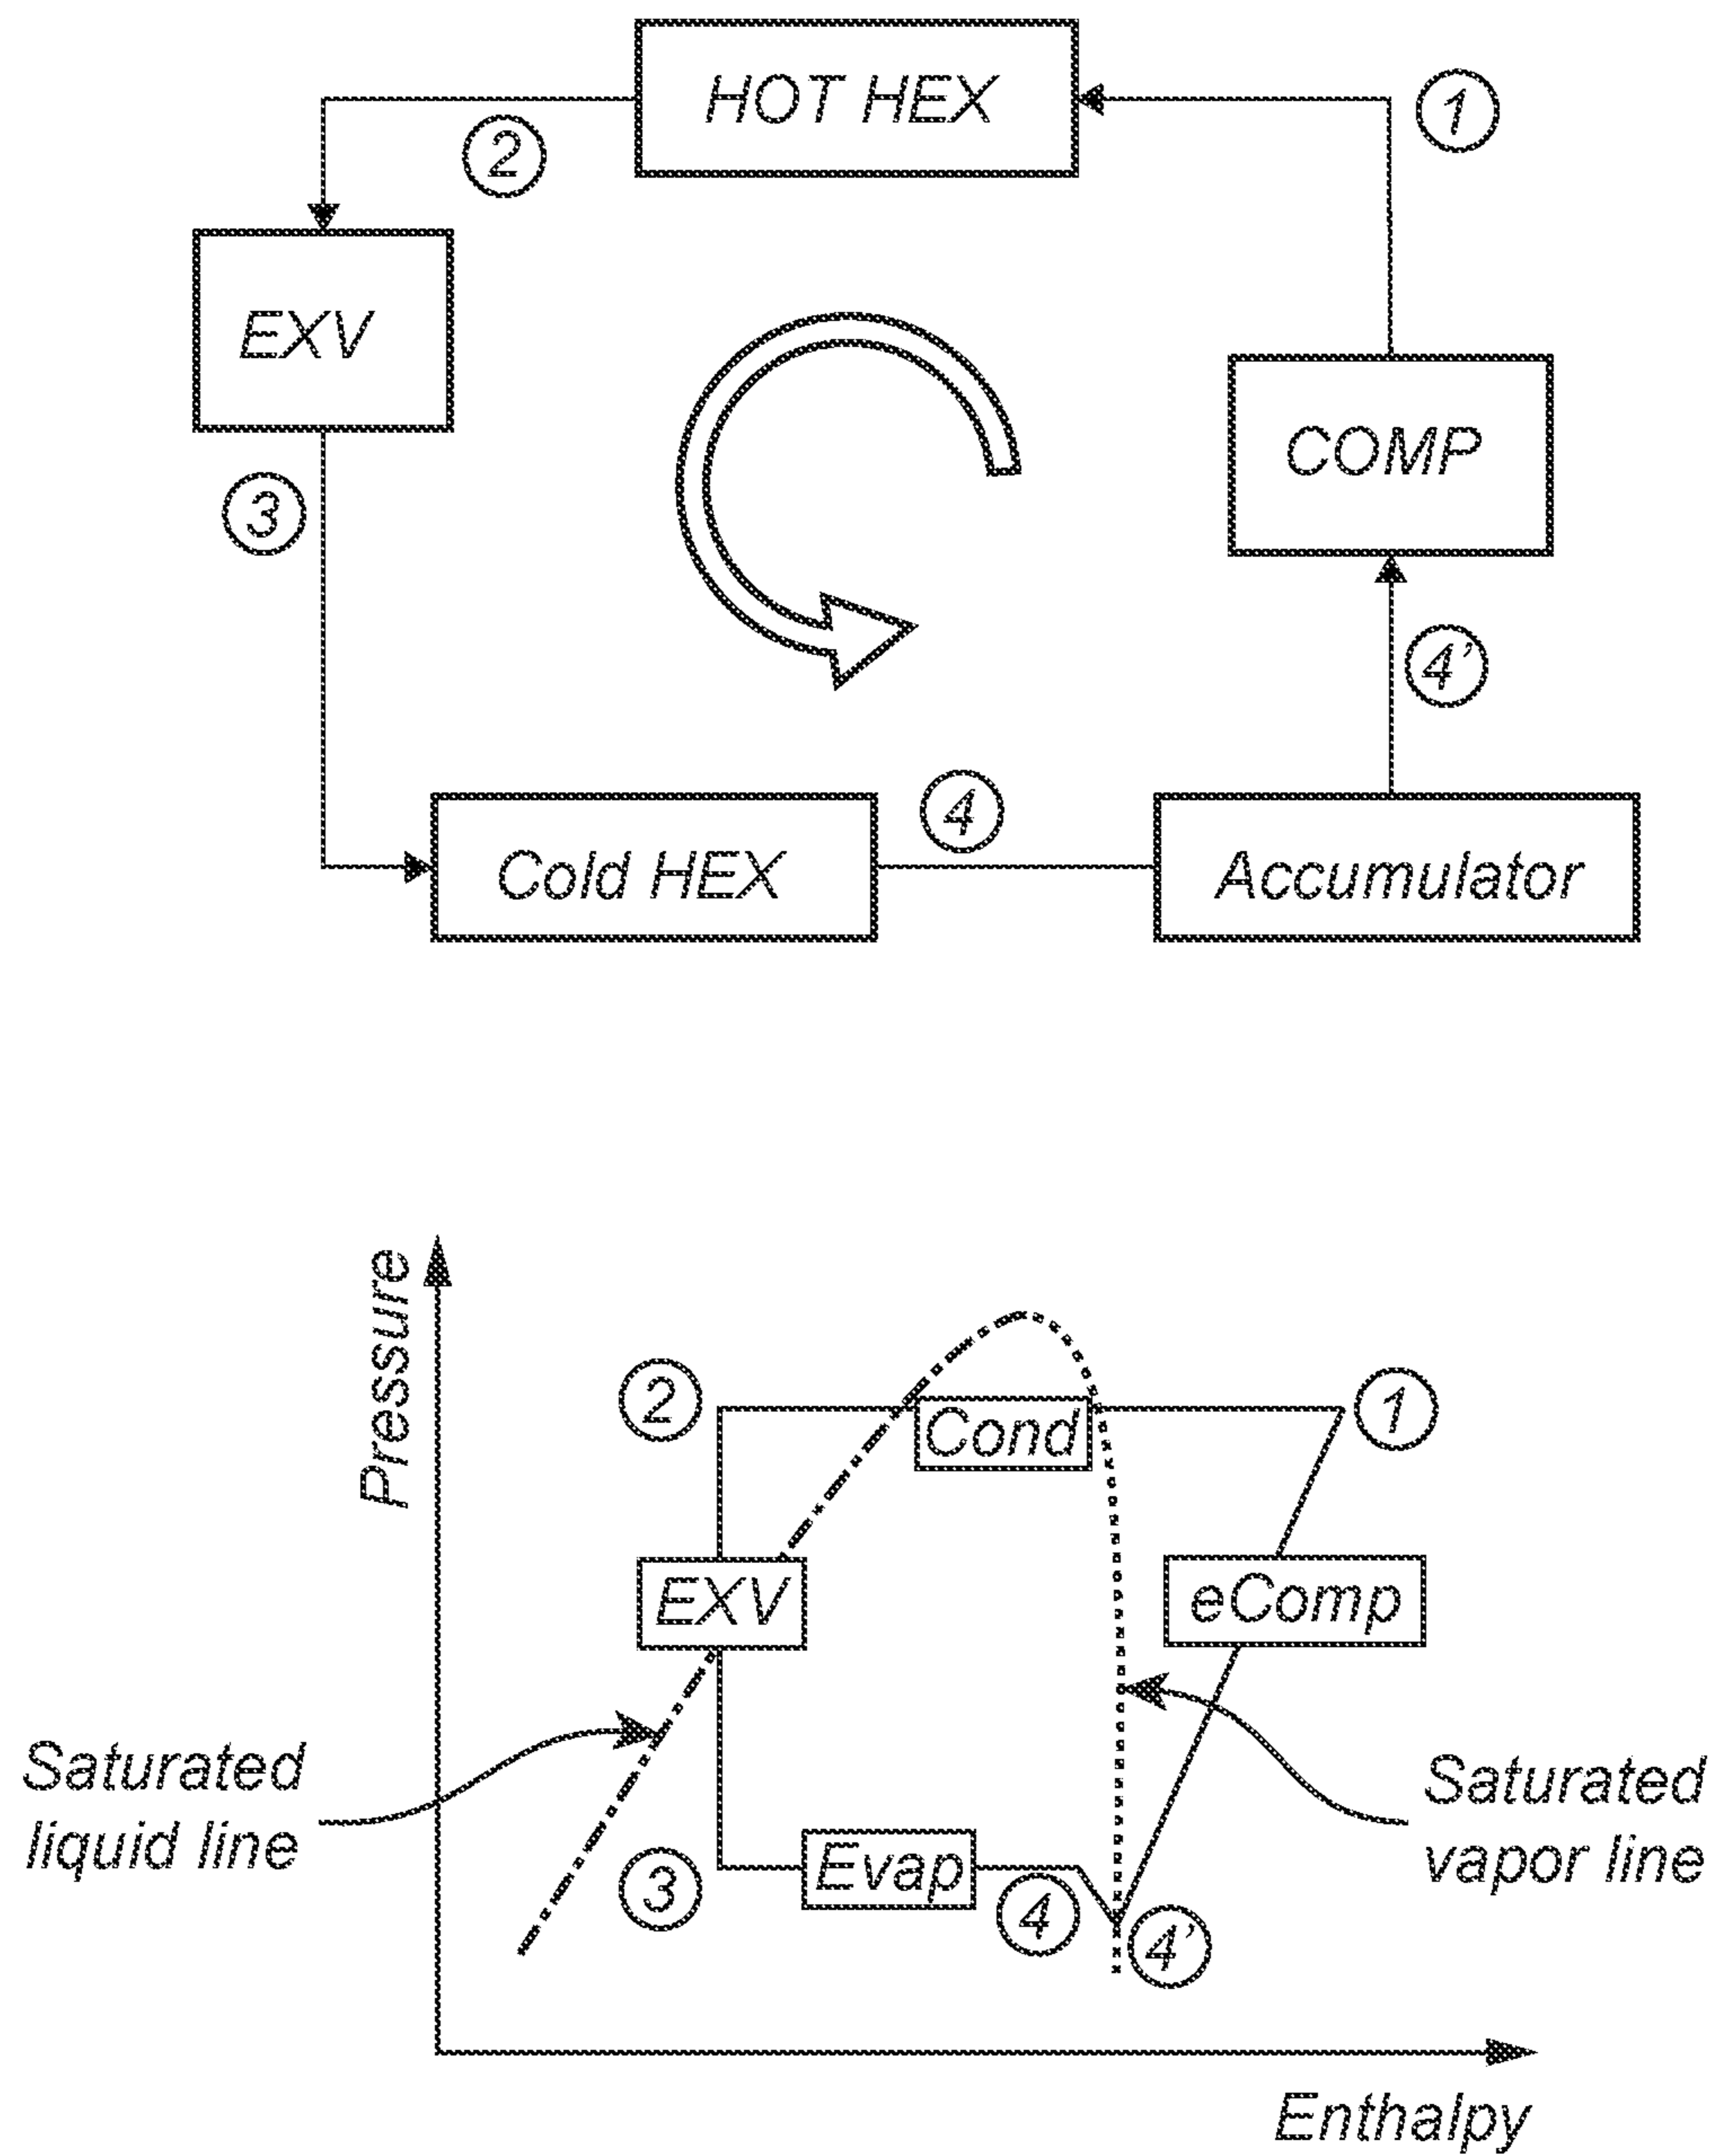 HOT HEX
1
2
EXV
COMP
3
4'
4
Cold HEX
Accumulator
Pressure
2
Cond
1
EXV
eComp
Saturated
liquid line
Saturated
vapor line
3
Evap
4
4'
Enthalpy